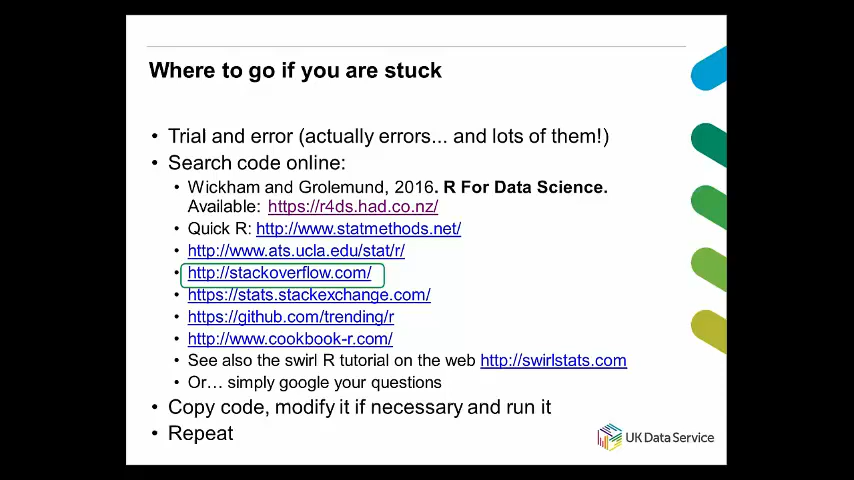 Where to go if you are stuck
• Trial and error (actually errors... and lots of them!)
• Search code online:
• Wickham and Grolemund, 2016. R For Data Science.
Available: https://r4ds.had.co.nz/
• Quick R: http://www.statmethods.net/
• http://www.ats.ucla.edu/stat/r/
• http://stackoverflow.com/
• https://stats.stackexchange.com/
• https://github.com/trending/r
• http://www.cookbook-r.com/
• See also the swirl R tutorial on the web http://swirlstats.com
• Or… simply google your questions
• Copy code, modify it if necessary and run it
• Repeat
UK Data Service